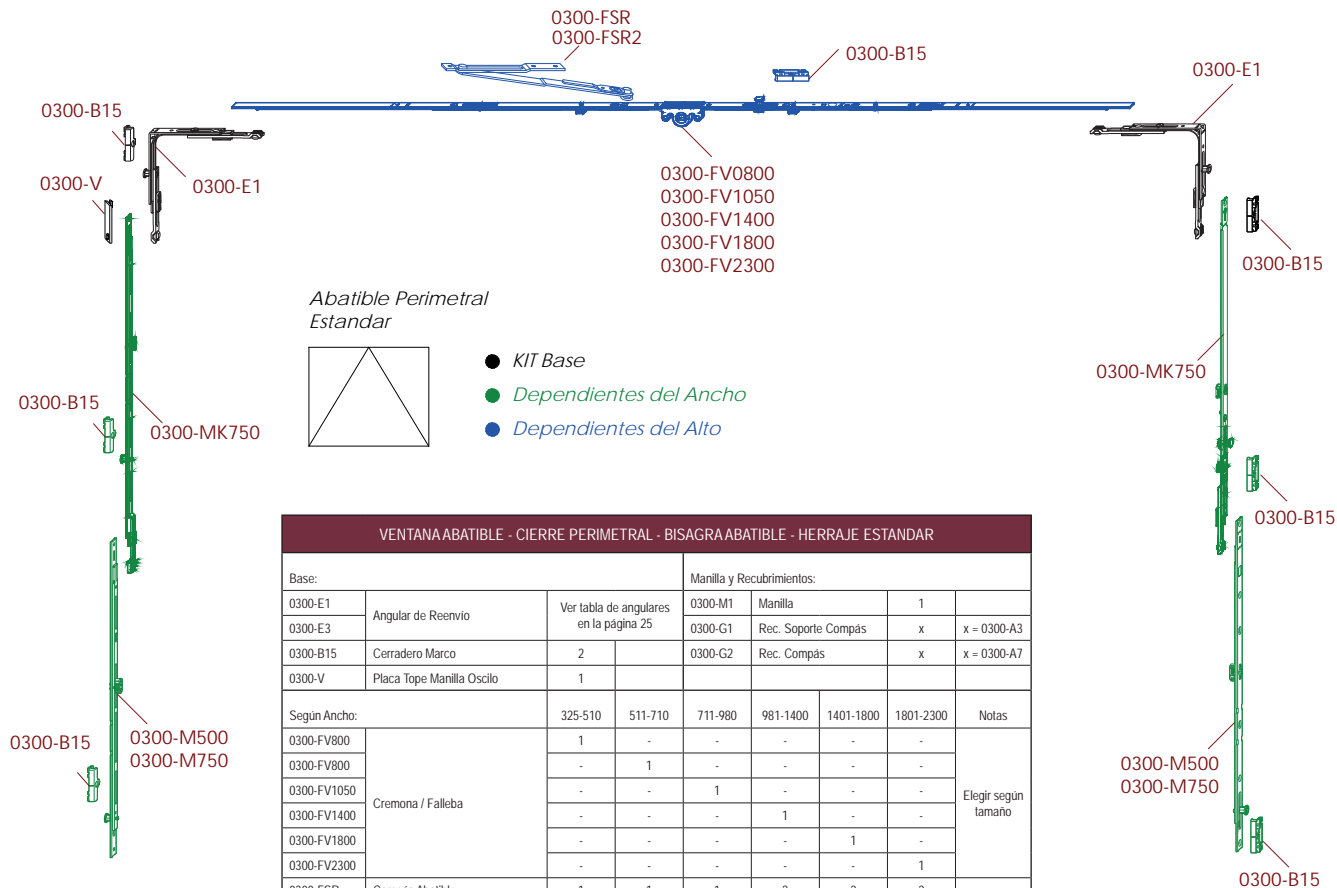 0300-FSR
0300-FSR2
0300-B15
0300-E1
0300-B15
0300-V
0300-E1
0300-FV0800
0300-FV1050
0300-FV1400
0300-FV1800
0300-FV2300
0300-B15
Abatible Perimetral
Estandar
KIT Base
Dependientes del Ancho
Dependientes del Alto
0300-MK750
0300-B15
0300-MK750
0300-B15
VENTANA ABATIBLE - CIERRE PERIMETRAL - BISAGRA ABATIBLE - HERRAJE ESTANDAR
Base: Manilla y Recubrimientos:
0300-E1 Angular de Reenvío Ver tabla de angulares en la página 25 0300-M1 Manilla 1
0300-E3 0300-G1 Rec. Soporte Compás x x = 0300-A3
0300-B15 Cerradero Marco 2 0300-G2 Rec. Compás x x = 0300-A7
0300-V Placa Tope Manilla Oscilo 1
Según Ancho: 325-510 511-710 711-980 981-1400 1401-1800 1801-2300 Notas
0300-FV800 Cremona / Falleba 1 - - - - - Elegir según tamaño
0300-FV800 - 1 - - - -
0300-FV1050 - - 1 - - -
0300-FV1400 - - - 1 - -
0300-FV1800 - - - - 1 -
0300-FV2300 - - - - - 1
0300-B15
0300-M500
0300-M750
0300-M500
0300-M750
0300-B15